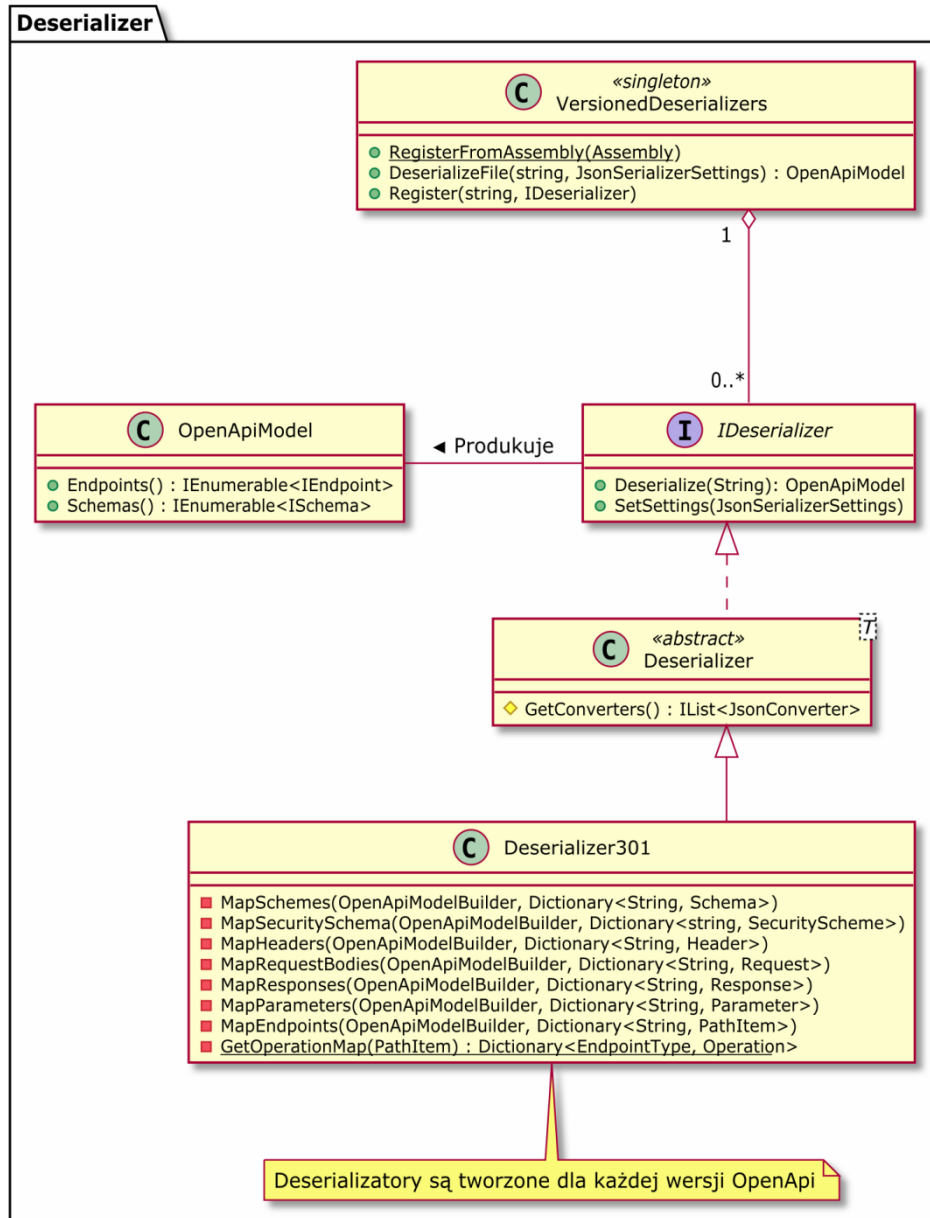 Deserializer
C
«singleton»
VersionedDeserializers
RegisterFromAssembly(Assembly)
DeserializeFile(string, JsonSerializerSettings) : OpenApiModel
Register(string, IDeserializer)
1
0..*
C OpenApiModel
Endpoints() : IEnumerable<IEndpoint>
Schemas() : IEnumerable<ISchema>
◄ Produkuje
I IDeserializer
Deserialize(String): OpenApiModel
SetSettings(JsonSerializerSettings)
T
C
«abstract»
Deserializer
GetConverters() : IList<JsonConverter>
C Deserializer301
MapSchemes(OpenApiModelBuilder, Dictionary<String, Schema>)
MapSecuritySchema(OpenApiModelBuilder, Dictionary<string, SecurityScheme>)
MapHeaders(OpenApiModelBuilder, Dictionary<String, Header>)
MapRequestBodies(OpenApiModelBuilder, Dictionary<String, Request>)
MapResponses(OpenApiModelBuilder, Dictionary<String, Response>)
MapParameters(OpenApiModelBuilder, Dictionary<String, Parameter>)
MapEndpoints(OpenApiModelBuilder, Dictionary<String, PathItem>)
GetOperationMap(PathItem) : Dictionary<EndpointType, Operation>
Deserializatory są tworzone dla każdej wersji OpenApi